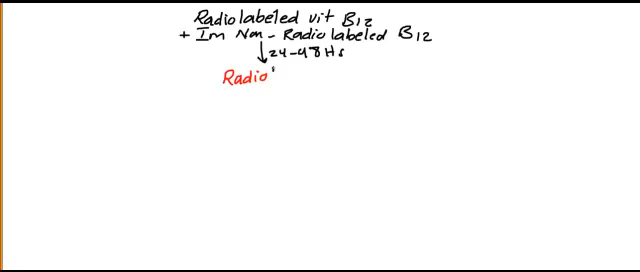 Radiolabeled vit B12
+ Im Non-Radiolabeled B12
24-48 Hs
Radio